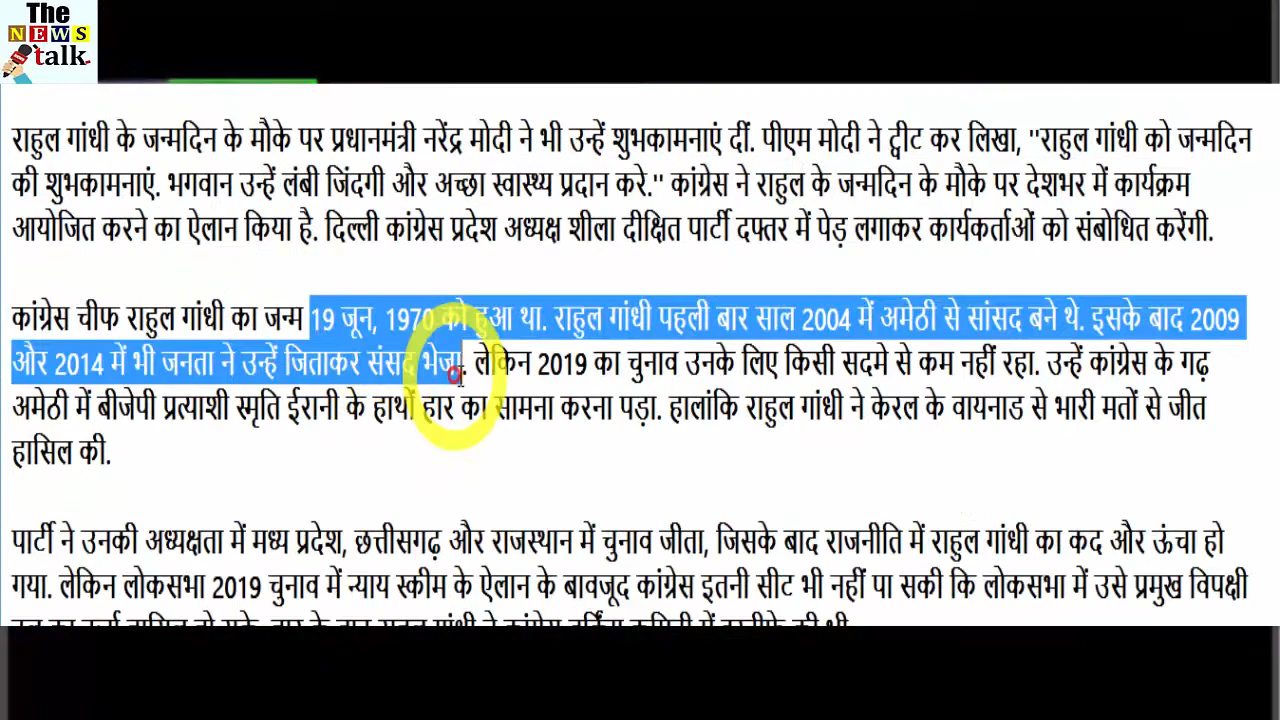 The
NEWS
talk.
राहुल गांधी के जन्मदिन के मौके पर प्रधानमंत्री नरेंद्र मोदी ने भी उन्हें शुभकामनाएं दीं. पीएम मोदी ने ट्वीट कर लिखा, "राहुल गांधी को जन्मदिन
की शुभकामनाएं. भगवान उन्हें लंबी जिंदगी और अच्छा स्वास्थ्य प्रदान करे." कांग्रेस ने राहुल के जन्मदिन के मौके पर देशभर में कार्यक्रम
आयोजित करने का ऐलान किया है. दिल्ली कांग्रेस प्रदेश अध्यक्ष शीला दीक्षित पार्टी दफ्तर में पेड़ लगाकर कार्यकर्ताओं को संबोधित करेंगी.
कांग्रेस चीफ राहुल गांधी का जन्म 19 जून, 1970 को हुआ था. राहुल गांधी पहली बार साल 2004 में अमेठी से सांसद बने थे. इसके बाद 2009
और 2014 में भी जनता ने उन्हें जिताकर संसद भेजा. लेकिन 2019 का चुनाव उनके लिए किसी सदमे से कम नहीं रहा. उन्हें कांग्रेस के गढ़
अमेठी में बीजेपी प्रत्याशी स्मृति ईरानी के हाथों हार का सामना करना पड़ा. हालांकि राहुल गांधी ने केरल के वायनाड से भारी मतों से जीत
हासिल की.
पार्टी ने उनकी अध्यक्षता में मध्य प्रदेश, छत्तीसगढ़ और राजस्थान में चुनाव जीता, जिसके बाद राजनीति में राहुल गांधी का कद और ऊंचा हो
गया. लेकिन लोकसभा 2019 चुनाव में न्याय स्कीम के ऐलान के बावजूद कांग्रेस इतनी सीट भी नहीं पा सकी कि लोकसभा में उसे प्रमुख विपक्षी